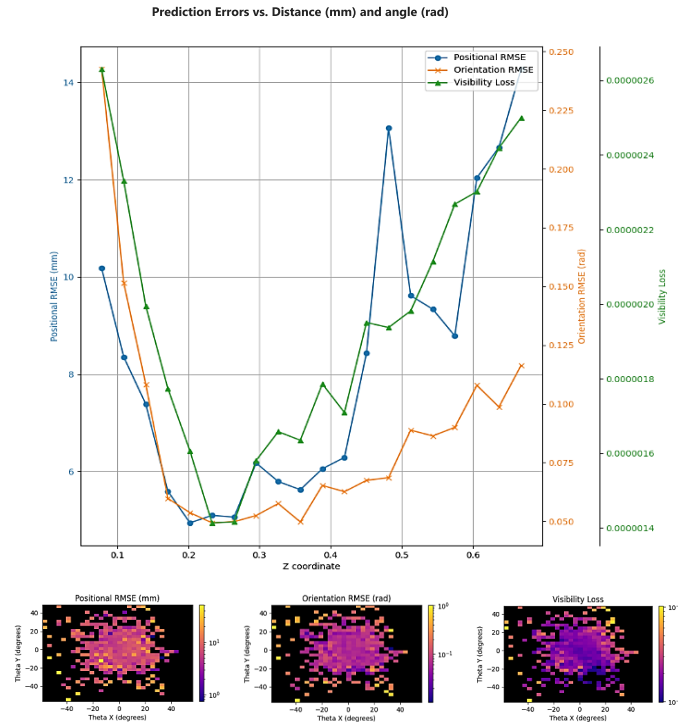 Prediction Errors vs. Distance (mm) and angle (rad)
Positional RMSE
Orientation RMSE
Visibility Loss
14
12
10
8
6
Positional RMSE (mm)
0.1 0.2 0.3 0.4 0.5 0.6
Z coordinate
0.250
0.225
0.200
0.175
0.150
0.125
0.100
0.075
0.050
Orientation RMSE (rad)
0.0000026
0.0000024
0.0000022
0.0000020
0.0000018
0.0000016
0.0000014
Visibility Loss
Positional RMSE (mm)
40
20
0
−20
−40
Theta Y (degrees)
−40 −20 0 20 40
Theta X (degrees)
10¹
10⁰
Orientation RMSE (rad)
40
20
0
−20
−40
Theta Y (degrees)
−40 −20 0 20 40
Theta X (degrees)
10⁰
10⁻¹
Visibility Loss
40
20
0
−20
−40
Theta Y (degrees)
−40 −20 0 20 40
Theta X (degrees)